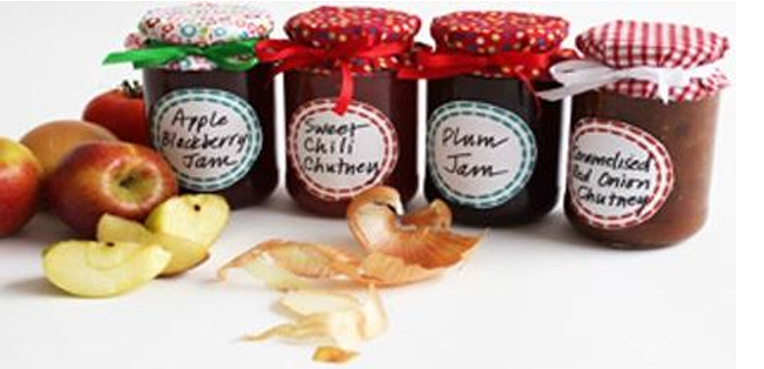 Apple
Blackberry
Jam
Sweet
Chili
Chutney
Plum
Jam
Caramelised
Red Onion
Chutney